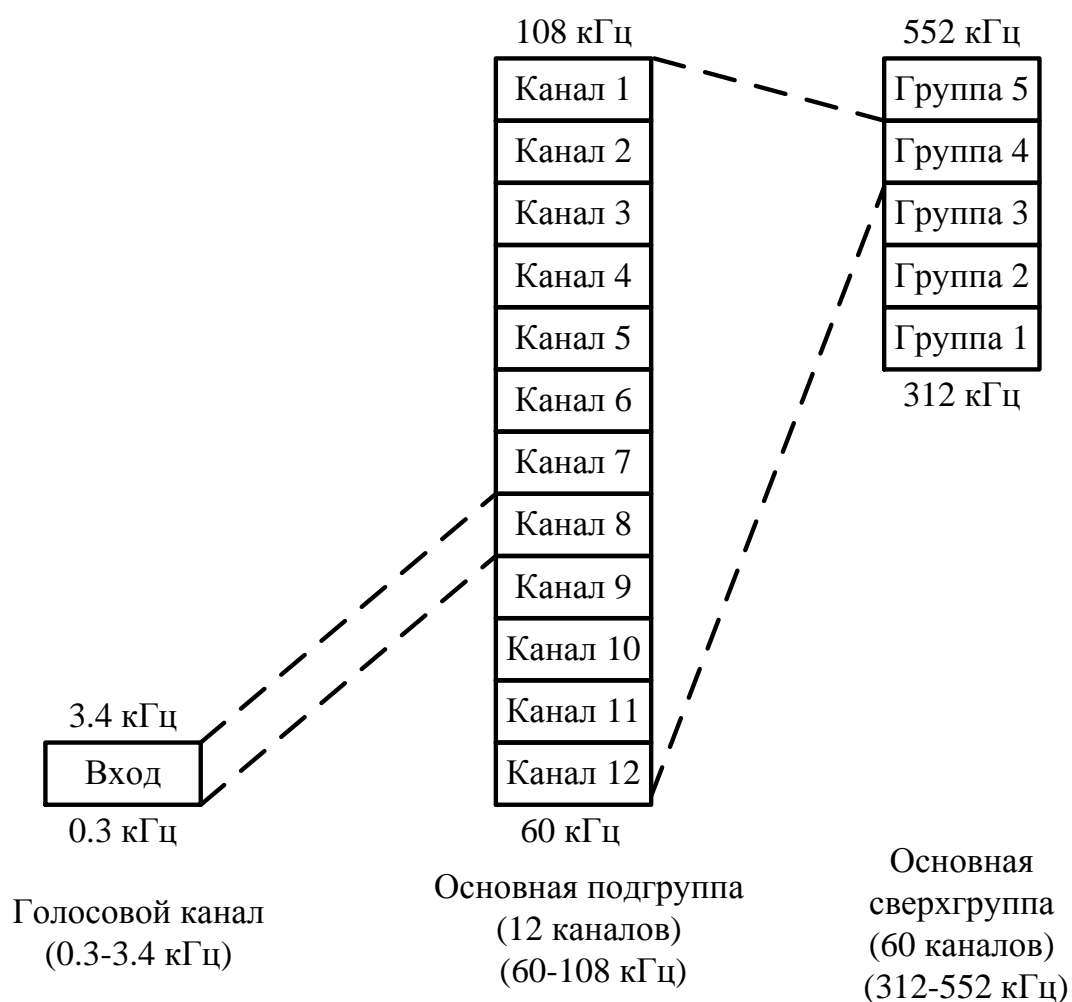 108 кГц
Канал 1
Канал 2
Канал 3
Канал 4
Канал 5
Канал 6
Канал 7
Канал 8
Канал 9
Канал 10
Канал 11
Канал 12
60 кГц
552 кГц
Группа 5
Группа 4
Группа 3
Группа 2
Группа 1
312 кГц
3.4 кГц
Вход
0.3 кГц
Голосовой канал
(0.3-3.4 кГц)
Основная подгруппа
(12 каналов)
(60-108 кГц)
Основная
сверхгруппа
(60 каналов)
(312-552 кГц)